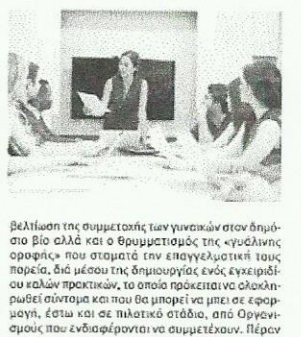 βελτίωση της συμμετοχής των γυναικών στον δημό-
σιο βίο αλλά και ο θρυμματισμός της «γυάλινης
οροφής» που σταματά την επαγγελματική τους
πορεία, διά μέσου της δημιουργίας ενός εγχειριδί-
ου καλών πρακτικών, το οποίο πρόκειται να ολοκλη-
ρωθεί σύντομα και που θα μπορεί να μπει σε εφαρ-
μογή, έστω και σε πιλοτικό στάδιο, από Οργανι-
σμούς που ενδιαφέρονται να συμμετέχουν. Πέραν